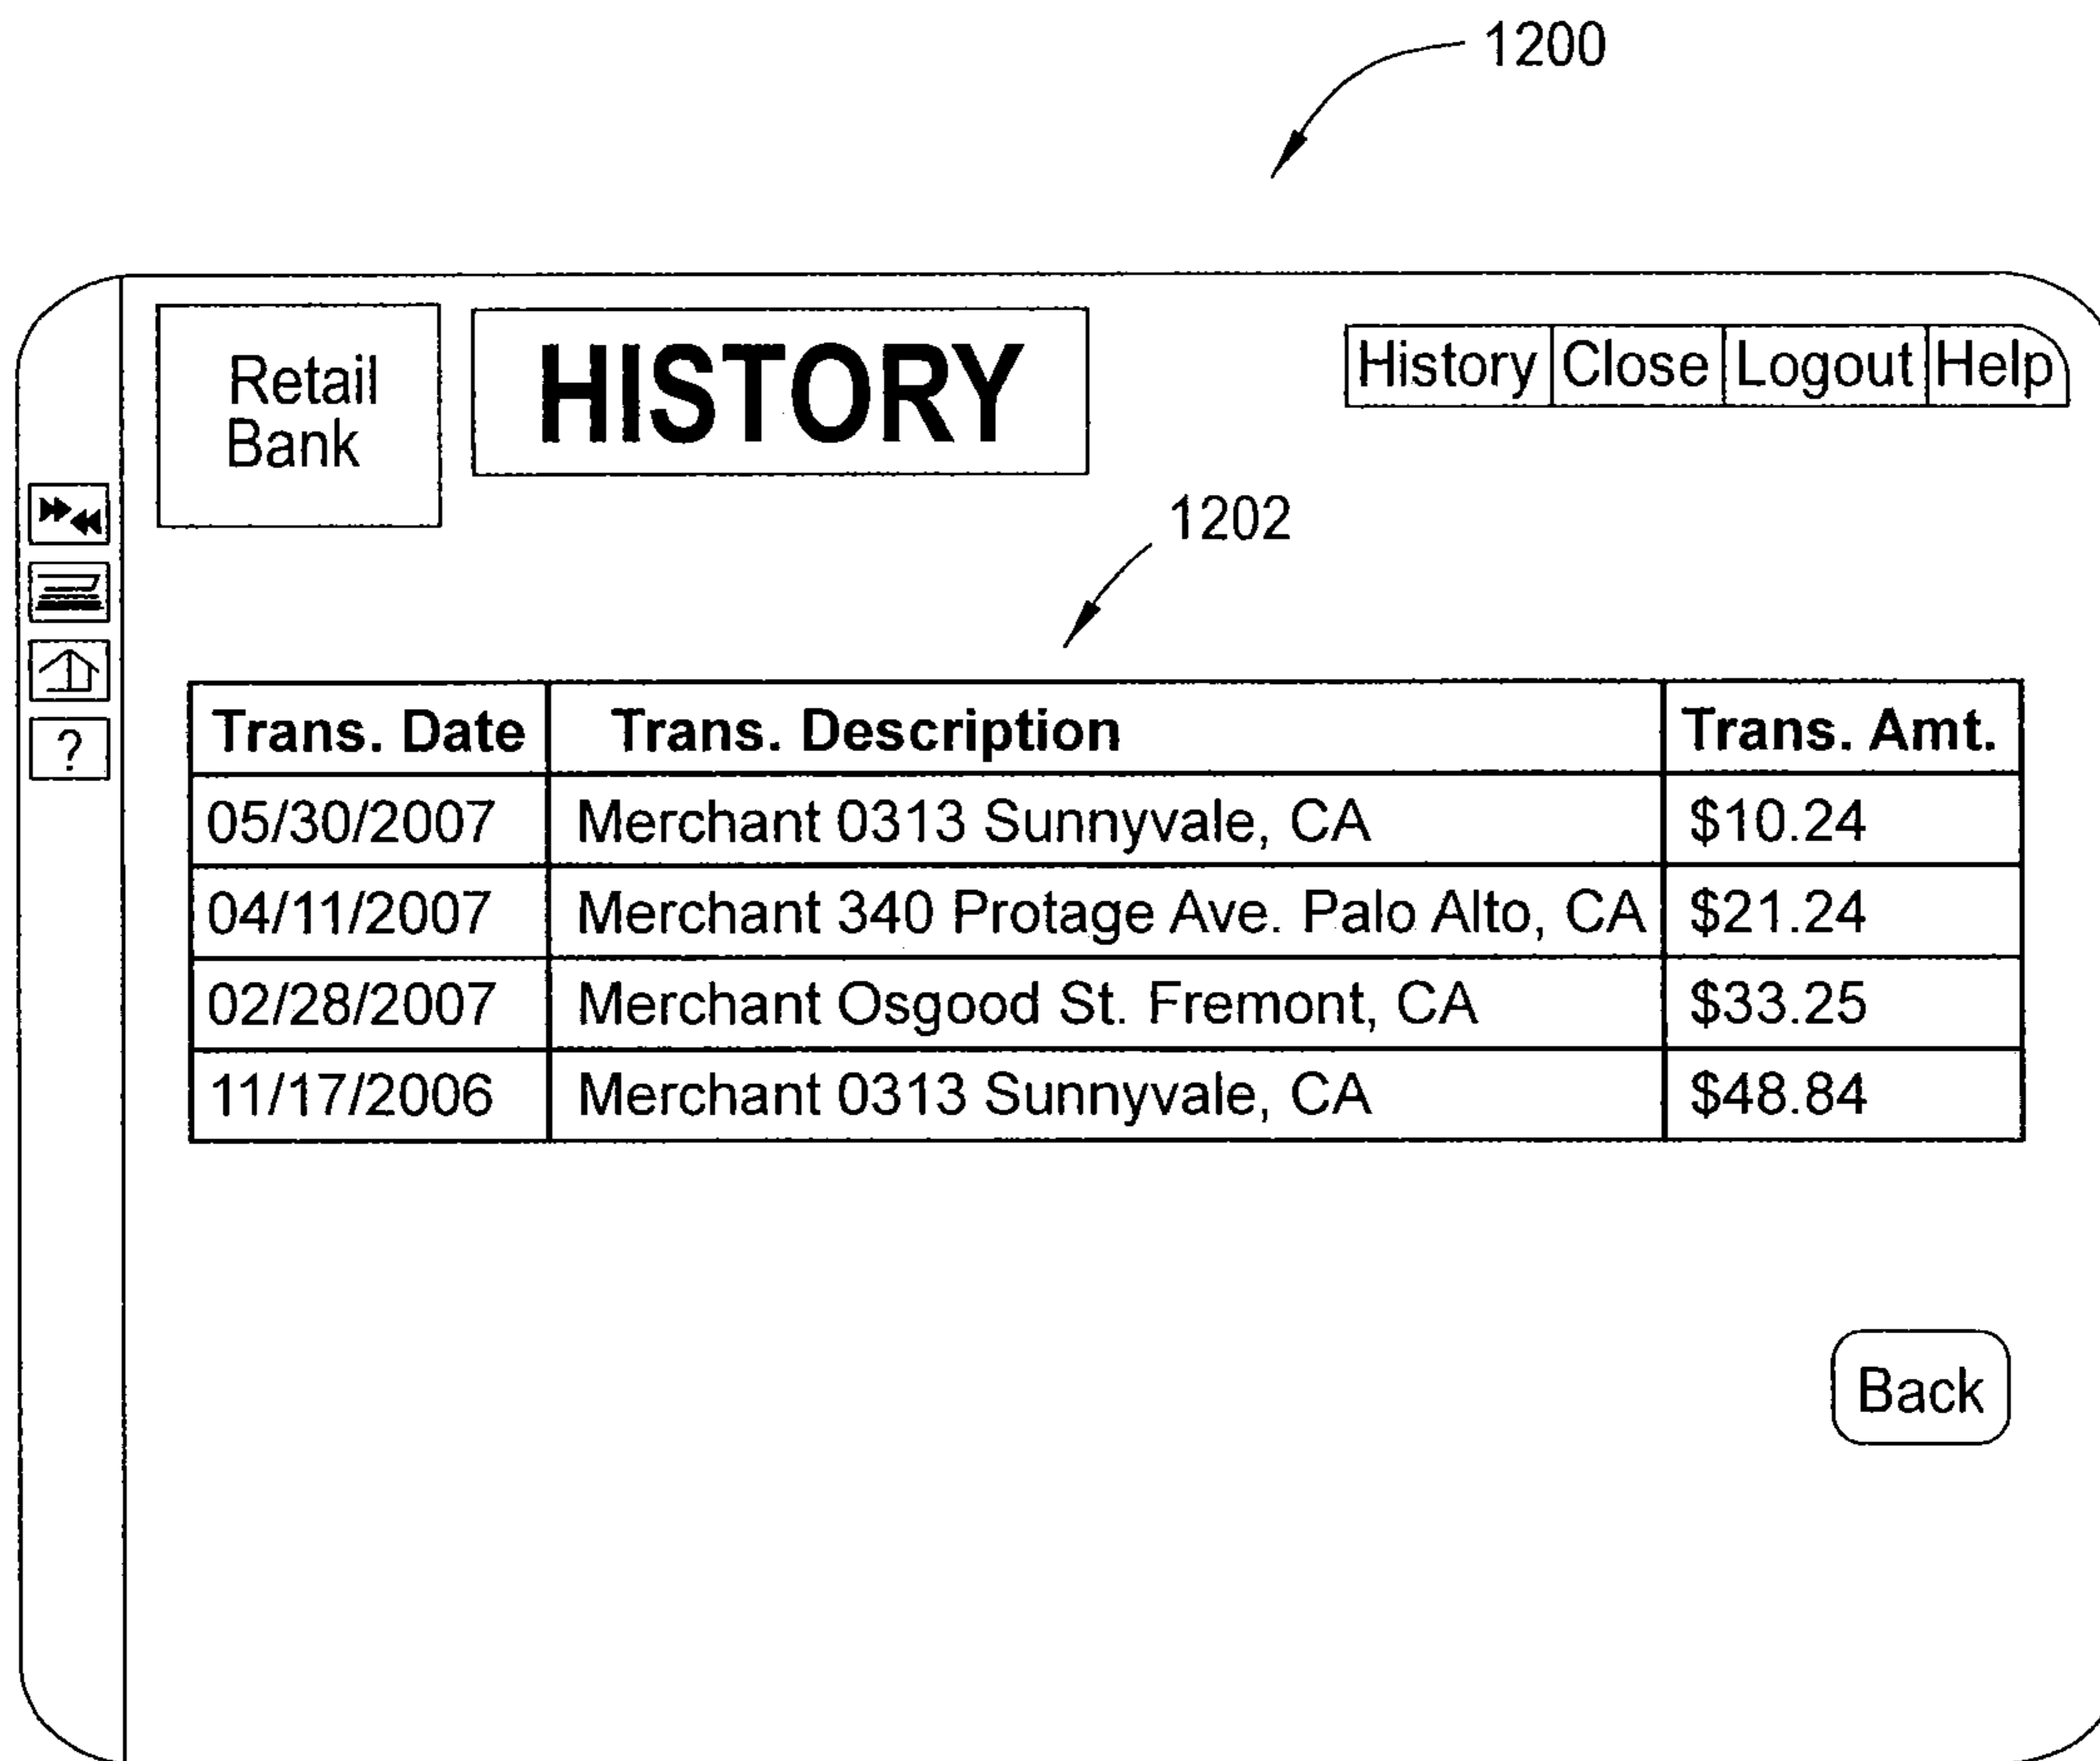 1200
Retail
Bank
HISTORY
History Close Logout Help
1202
?
Trans. Date Trans. Description Trans. Amt.
05/30/2007 Merchant 0313 Sunnyvale, CA $10.24
04/11/2007 Merchant 340 Protage Ave. Palo Alto, CA $21.24
02/28/2007 Merchant Osgood St. Fremont, CA $33.25
11/17/2006 Merchant 0313 Sunnyvale, CA $48.84
Back